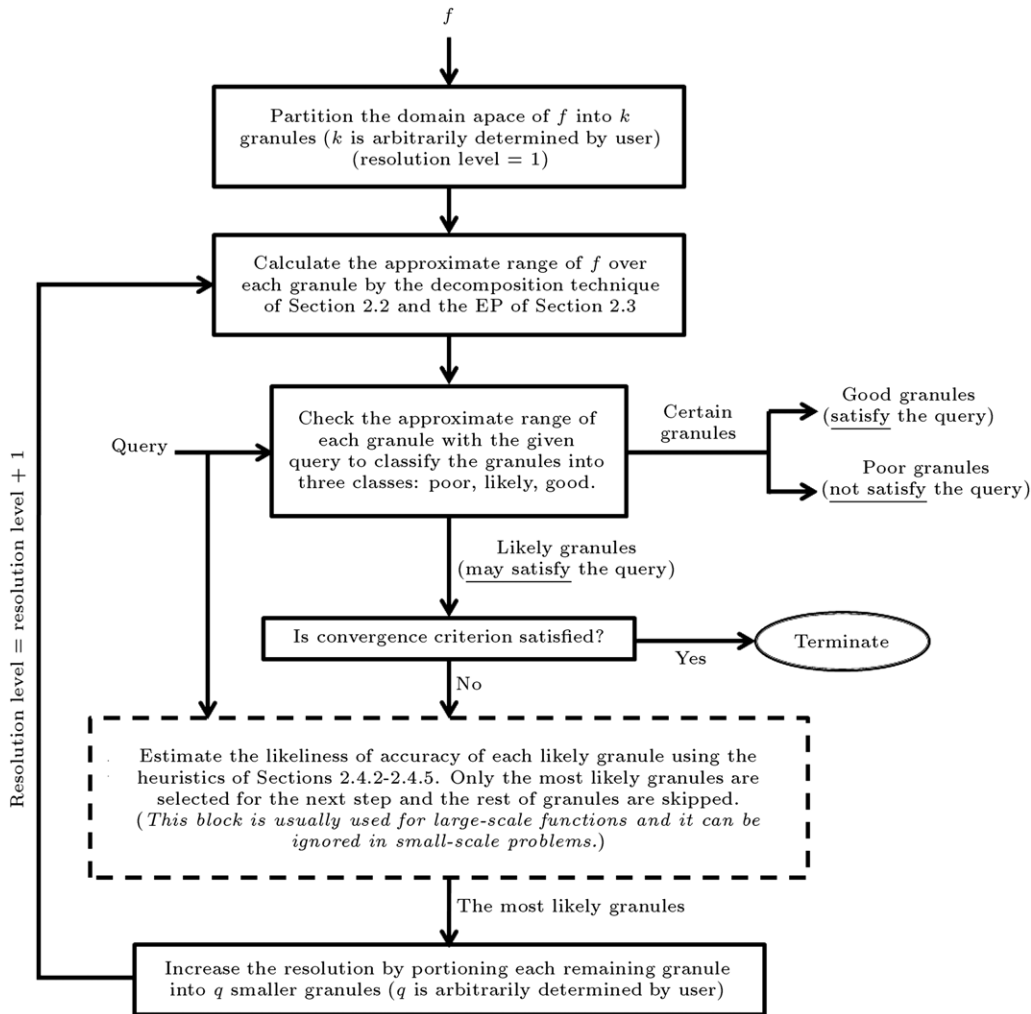 f
Partition the domain apace of f into k
granules (k is arbitrarily determined by user)
(resolution level = 1)
Calculate the approximate range of f over
each granule by the decomposition technique
of Section 2.2 and the EP of Section 2.3
Check the approximate range of
each granule with the given
query to classify the granules into
three classes: poor, likely, good.
Query
Certain
granules
Good granules
(satisfy the query)
Poor granules
(not satisfy the query)
Likely granules
(may satisfy the query)
Is convergence criterion satisfied?
Yes
Terminate
No
Estimate the likeliness of accuracy of each likely granule using the
heuristics of Sections 2.4.2-2.4.5. Only the most likely granules are
selected for the next step and the rest of granules are skipped.
(This block is usually used for large-scale functions and it can be
ignored in small-scale problems.)
The most likely granules
Increase the resolution by portioning each remaining granule
into q smaller granules (q is arbitrarily determined by user)
Resolution level = resolution level + 1